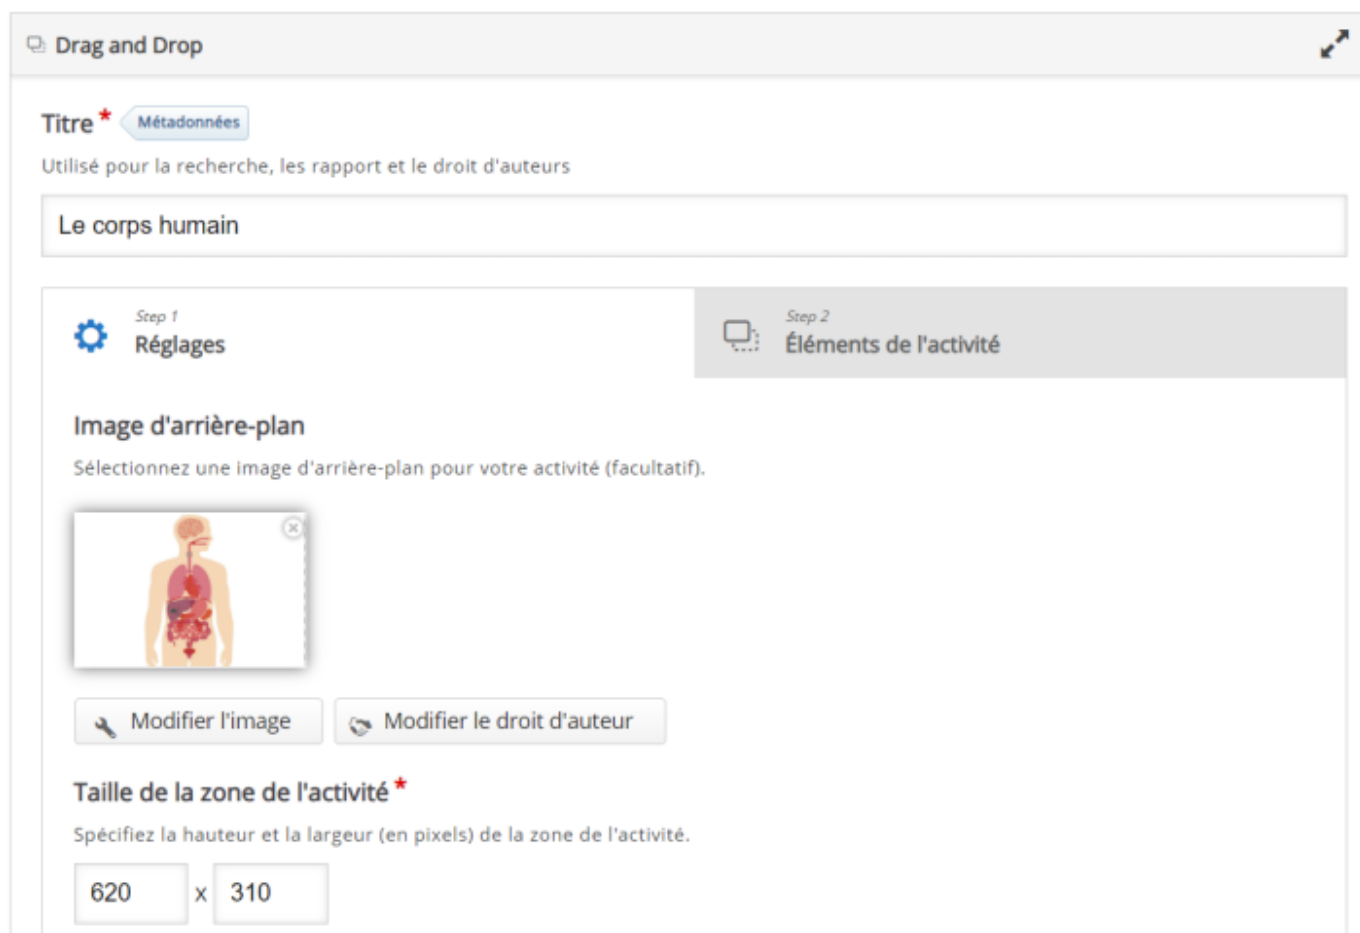 Drag and Drop
Titre * Métadonnées
Utilisé pour la recherche, les rapport et le droit d'auteurs
Le corps humain
Step 1
Réglages
Step 2
Éléments de l'activité
Image d'arrière-plan
Sélectionnez une image d'arrière-plan pour votre activité (facultatif).
Modifier l'image
Modifier le droit d'auteur
Taille de la zone de l'activité *
Spécifiez la hauteur et la largeur (en pixels) de la zone de l'activité.
620 x 310